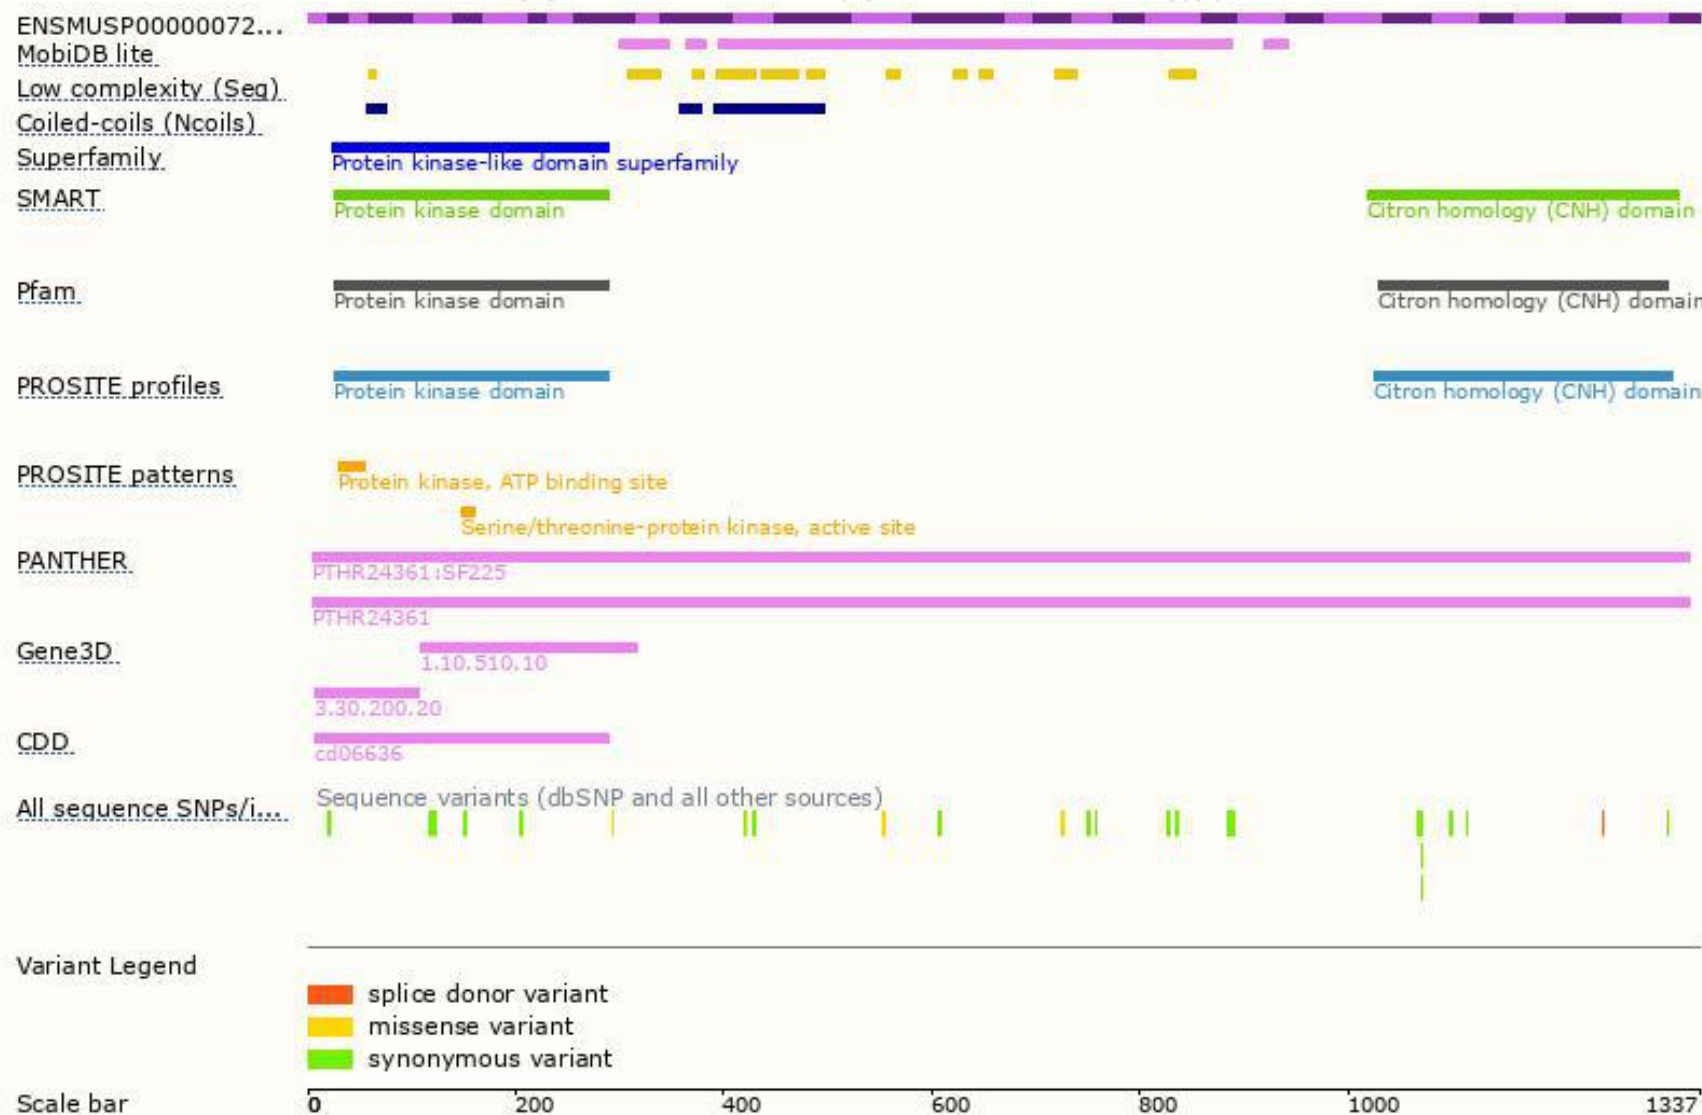 ENSMUSP00000072...
MobiDB lite
Low complexity (Seg)
Coiled-coils (Ncoils)
Superfamily
Protein kinase-like domain superfamily
SMART
Protein kinase domain
Citron homology (CNH) domain
Pfam
Protein kinase domain
Citron homology (CNH) domain
PROSITE profiles
Protein kinase domain
Citron homology (CNH) domain
PROSITE patterns
Protein kinase, ATP binding site
Serine/threonine-protein kinase, active site
PANTHER
PTHR24361:SF225
PTHR24361
Gene3D
1.10.510.10
3.30.200.20
CDD
cd06636
All sequence SNPs/i...
Sequence variants (dbSNP and all other sources)
Variant Legend
splice donor variant
missense variant
synonymous variant
Scale bar
0 200 400 600 800 1000 1337